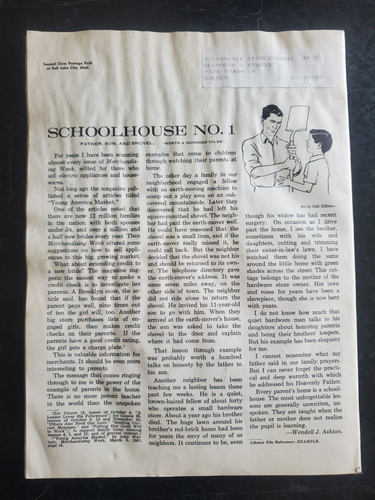 Second Class Postage Paid
at Salt Lake City, Utah
SCHOOLHOUSE NO. 1
FATHER, SON, AND SHOVEL . . . WORTH A HUNDRED TALKS
For years I have been scanning
almost every issue of Merchandis-
ing Week, edited for those who
sell electric appliances and house-
wares.
Not long ago the magazine pub-
lished a series of articles titled
"Young America Market."
One of the articles noted that
there are now 12 million families
in the nation with both spouses
under 34, and over a million and
a half new brides every year. Then
Merchandising Week offered some
suggestions on how to sell appli-
ances to this big, growing market.
What about extending credit to
a new bride? The magazine sug-
gests the easiest way to make a
credit check is to investigate her
parents. A Brooklyn store, the ar-
ticle said, has found that if the
parent pays well, nine times out
of ten the girl will, too. Another
big store purchases lists of en-
gaged girls, then makes credit
checks on their parents. If the
parents have a good credit rating,
the girl gets a charge plate.
This is valuable information for
merchants. It should be even more
interesting to parents.
The message that comes ringing
through to me is the power of the
example of parents in the home.
There is no more potent teacher
in the world than the unspoken
examples that come to children
through watching their parents at
home.
The other day a family in our
neighborhood engaged a fellow
with an earth-moving machine to
scoop out a play area on an oak-
covered mountainside. Later they
discovered that he had left his
square-mouthed shovel. The neigh-
bor had paid the earth-mover well.
He could have reasoned that the
shovel was a small item, and if the
earth-mover really missed it, he
could call back. But the neighbor
decided that the shovel was not his
and should be returned to its own-
er. The telephone directory gave
the earth-mover's address. It was
some seven miles away, on the
other side of town. The neighbor
did not ride alone to return the
shovel. He invited his 11-year-old
son to go with him. When they
arrived at the earth-mover's house,
the son was asked to take the
shovel to the door and explain
where it had come from.
That lesson through example
was probably worth a hundred
talks on honesty by the father to
his son.
Another neighbor has been
teaching me a lasting lesson these
past few weeks. He is a quiet,
brown-haired fellow of about forty
who operates a small hardware
store. About a year ago his brother
died. The huge lawn around his
brother's red-brick home had been
for years the envy of many of us
neighbors. It continues to be, even
though his widow has had recent
surgery. On occasion as I drive
past the home, I see the brother,
sometimes with his wife and
daughters, cutting and trimming
their sister-in-law's lawn. I have
watched them doing the same
around the little home with green
shades across the street. This cot-
tage belongs to the mother of the
hardware store owner. Her lawn
and roses for years have been a
showpiece, though she is now bent
with years.
I do not know how much that
quiet hardware man talks to his
daughters about honoring parents
and being their brothers' keepers.
But his example has been eloquent
for me.
I cannot remember what my
father said in our family prayers.
But I can never forget the practi-
cal and deep warmth with which
he addressed his Heavenly Father.
Every parent's home is a school-
house. The most unforgettable les-
sons are generally unwritten, un-
spoken. They are taught when the
father or mother does not realize
the pupil is learning.
—Wendell J. Ashton.
Library File Reference: EXAMPLE.